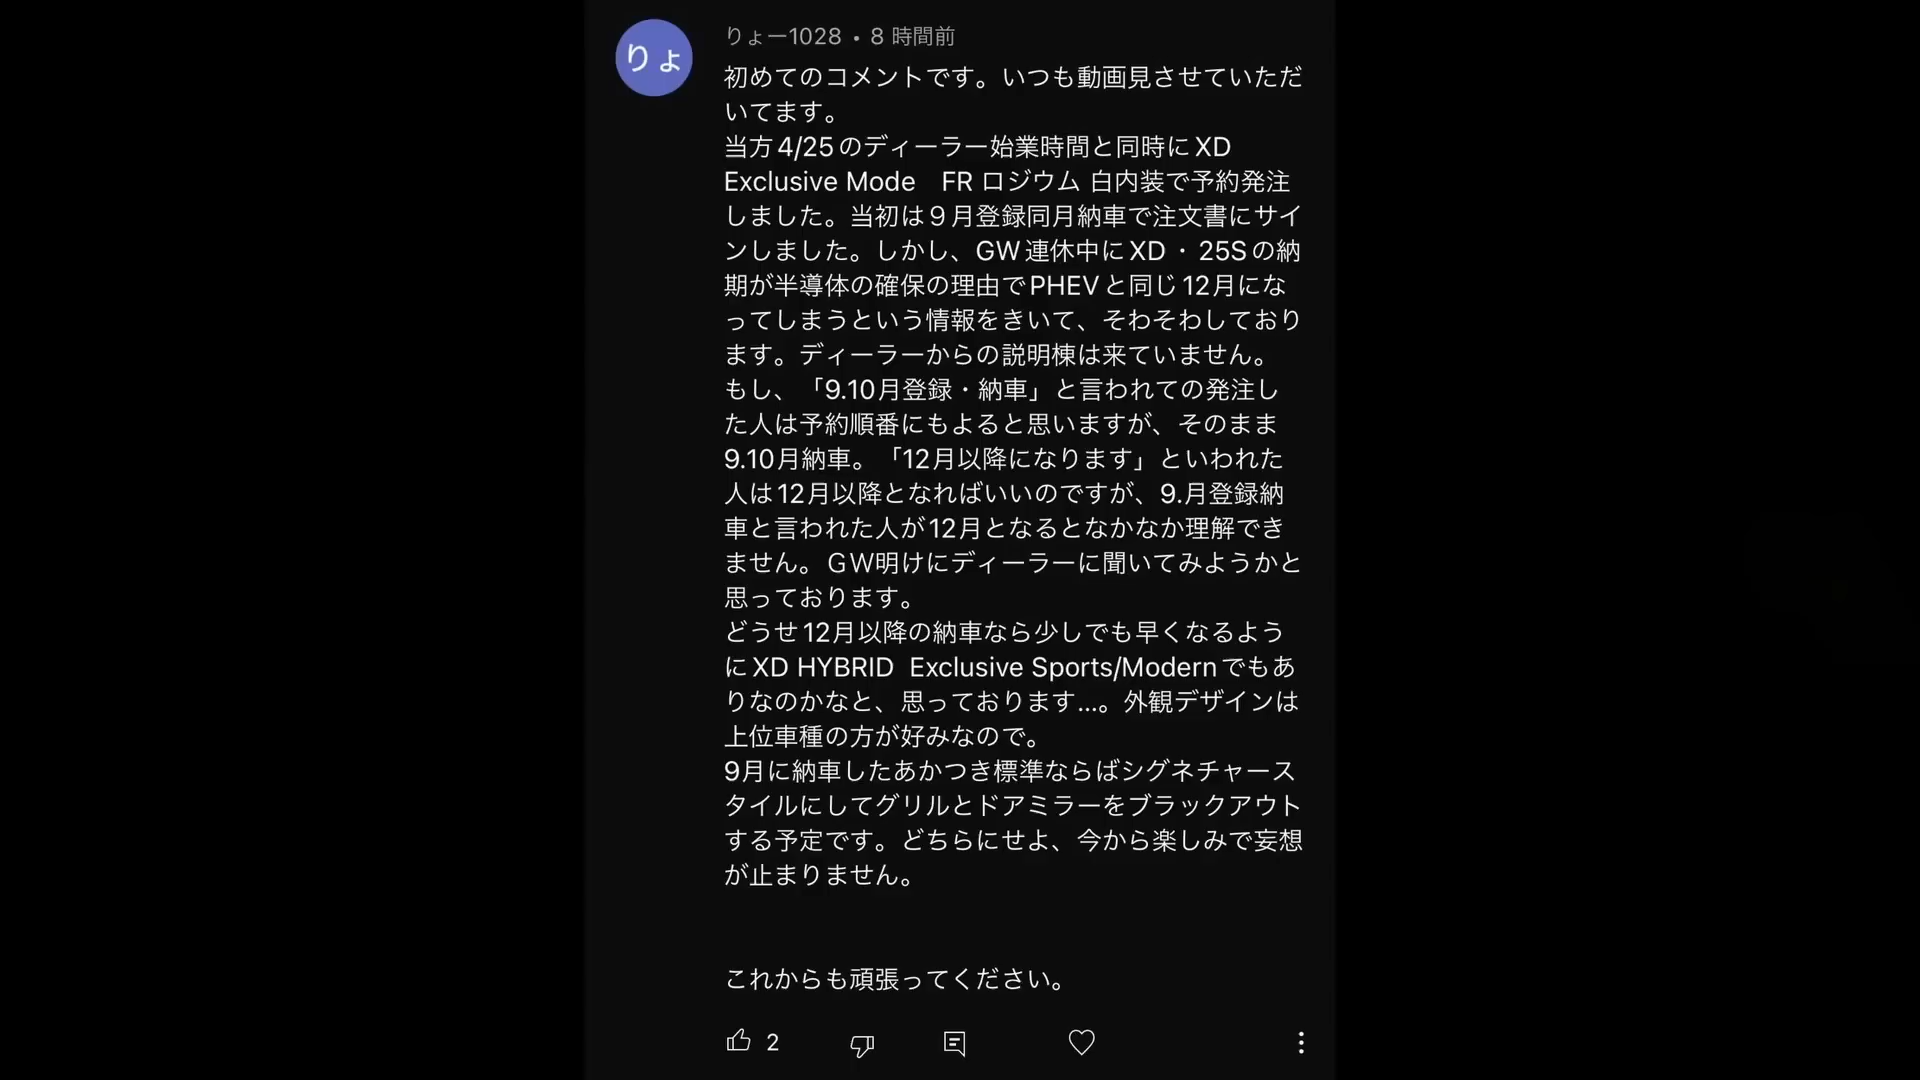 りょ
りょー1028・8 時間前
初めてのコメントです。いつも動画見させていただ
いてます。
当方4/25のディーラー始業時間と同時にXD
Exclusive Mode　FR ロジウム 白内装で予約発注
しました。当初は９月登録同月納車で注文書にサイ
ンしました。しかし、GW連休中にXD・25Sの納
期が半導体の確保の理由でPHEVと同じ12月にな
ってしまうという情報をきいて、そわそわしており
ます。ディーラーからの説明棟は来ていません。
もし、「9.10月登録・納車」と言われての発注し
た人は予約順番にもよると思いますが、そのまま
9.10月納車。「12月以降になります」といわれた
人は12月以降となればいいのですが、9.月登録納
車と言われた人が12月となるとなかなか理解でき
ません。ＧＷ明けにディーラーに聞いてみようかと
思っております。
どうせ12月以降の納車なら少しでも早くなるよう
にXD HYBRID  Exclusive Sports/Modernでもあ
りなのかなと、思っております...。外観デザインは
上位車種の方が好みなので。
9月に納車したあかつき標準ならばシグネチャース
タイルにしてグリルとドアミラーをブラックアウト
する予定です。どちらにせよ、今から楽しみで妄想
が止まりません。
これからも頑張ってください。
2